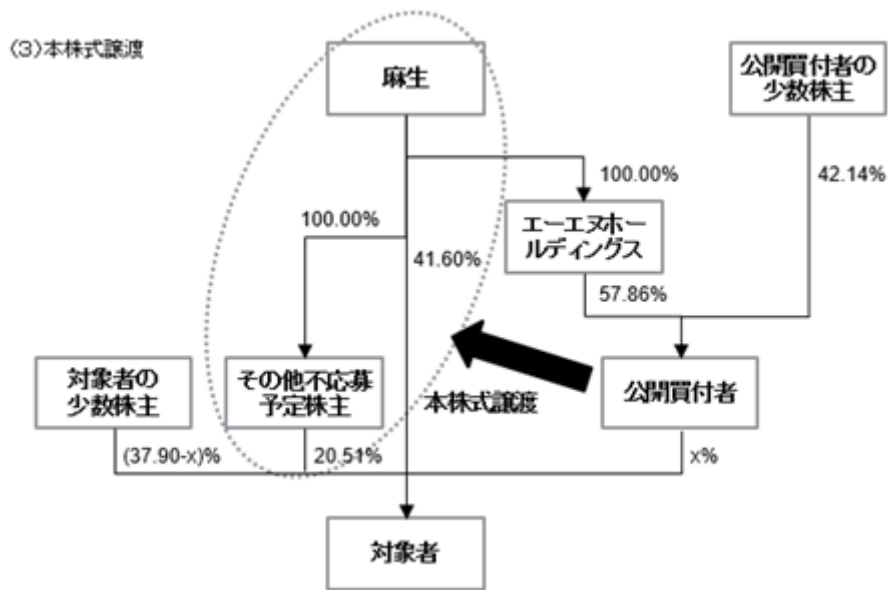 (3)本株式譲渡
麻生
公開買付者の
少数株主
100.00%
42.14%
エーエヌホー
ルディングス
100.00%
41.60%
57.86%
対象者の
少数株主
その他不応募
予定株主
本株式譲渡
公開買付者
(37.90-x)%
20.51%
x%
対象者